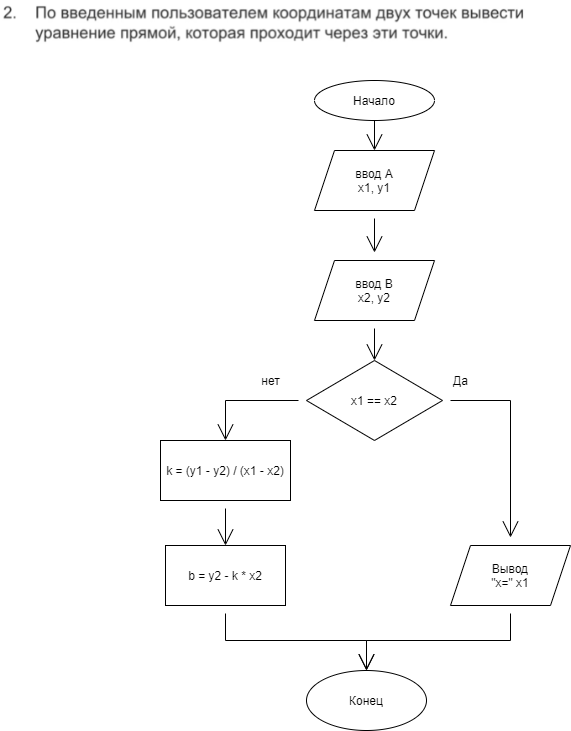 2. По введенным пользователем координатам двух точек вывести
уравнение прямой, которая проходит через эти точки.
Начало
ввод A
x1, y1
ввод B
x2, y2
нет
Да
x1 == x2
k = (y1 - y2) / (x1 - x2)
b = y2 - k * x2
Вывод
"x=" x1
Конец